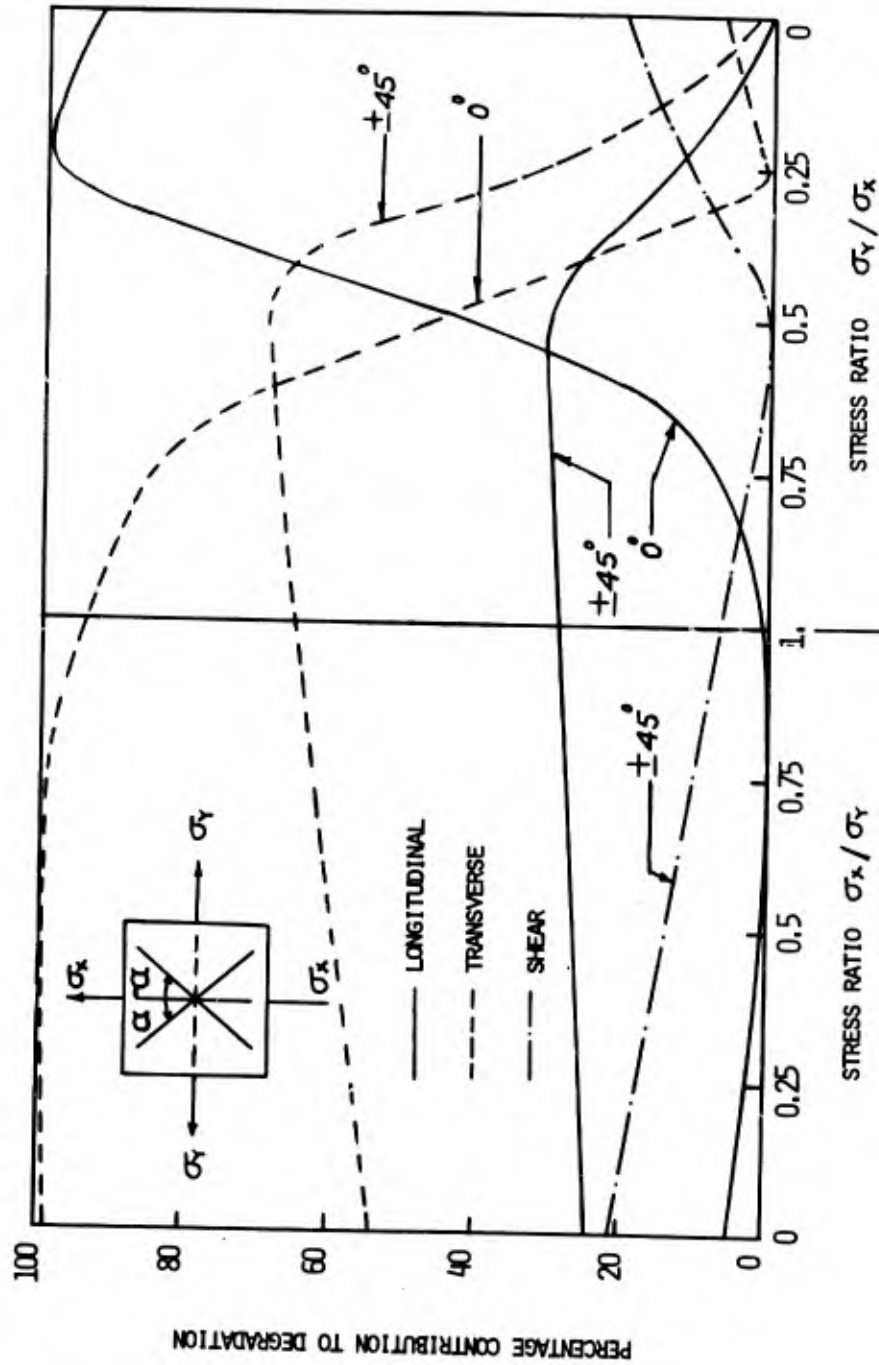 PERCENTAGE CONTRIBUTION TO DEGRADATION
100
80
60
40
20
0
σx
α α
σY
σY
σx
LONGITUDINAL
TRANSVERSE
SHEAR
±45°
0°
±45°
0°
±45°
0
0.25
0.5
0.75
1.
0.75
0.5
0.25
0
STRESS RATIO σx/σY
STRESS RATIO σY/σx